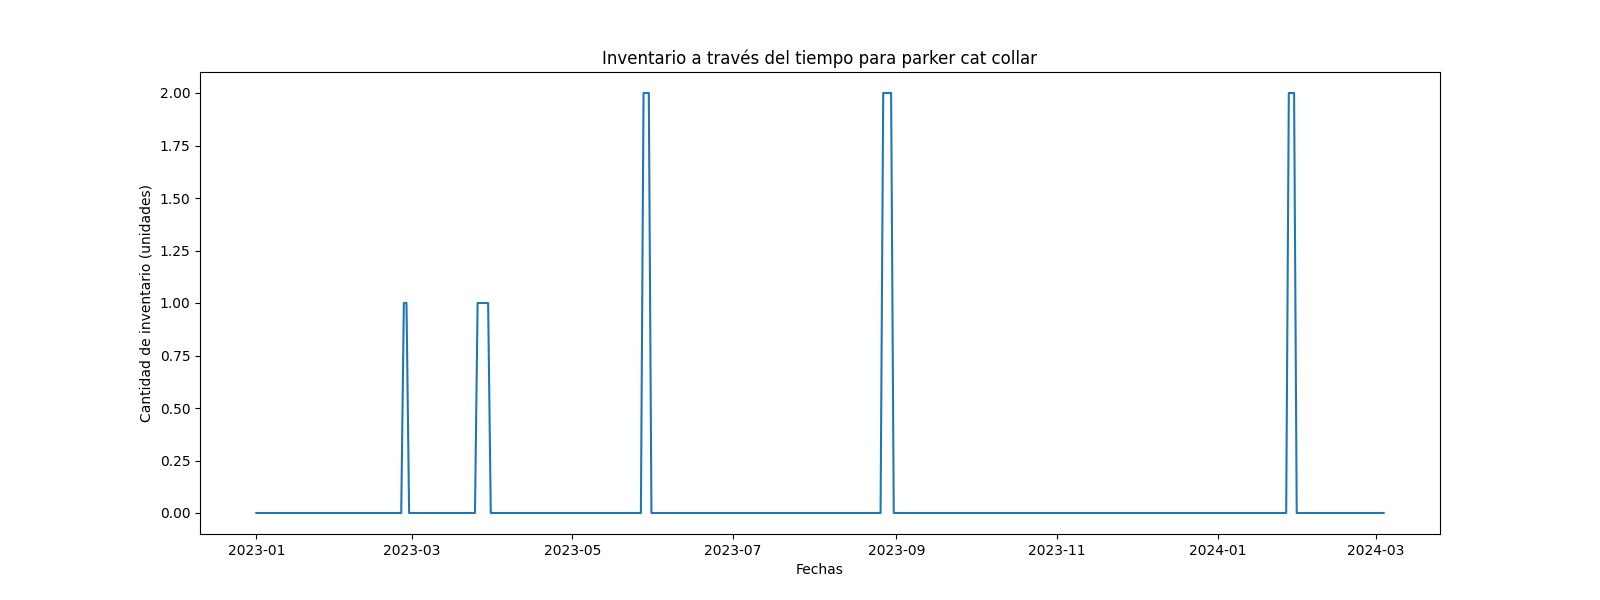 Inventario a través del tiempo para parker cat collar
Cantidad de inventario (unidades)
2.00
1.75
1.50
1.25
1.00
0.75
0.50
0.25
0.00
2023-01 2023-03 2023-05 2023-07 2023-09 2023-11 2024-01 2024-03
Fechas